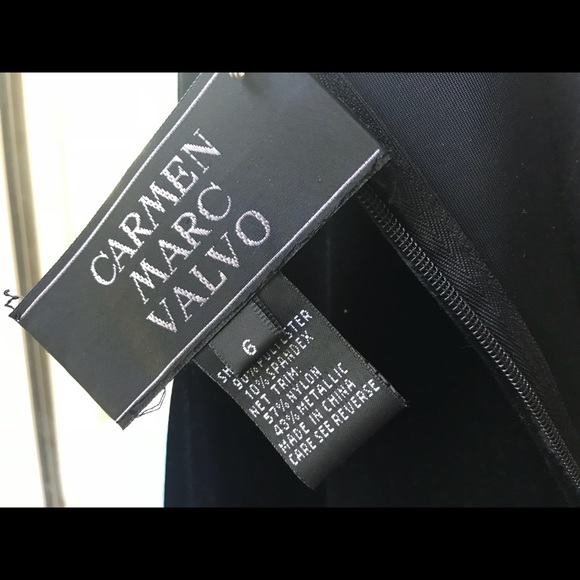 CARMEN
MARC
VALVO
6
90% POLYESTER
10% SPANDEX
NET TRIM:
57% NYLON
43% METALLIC
MADE IN CHINA
CARE SEE REVERSE